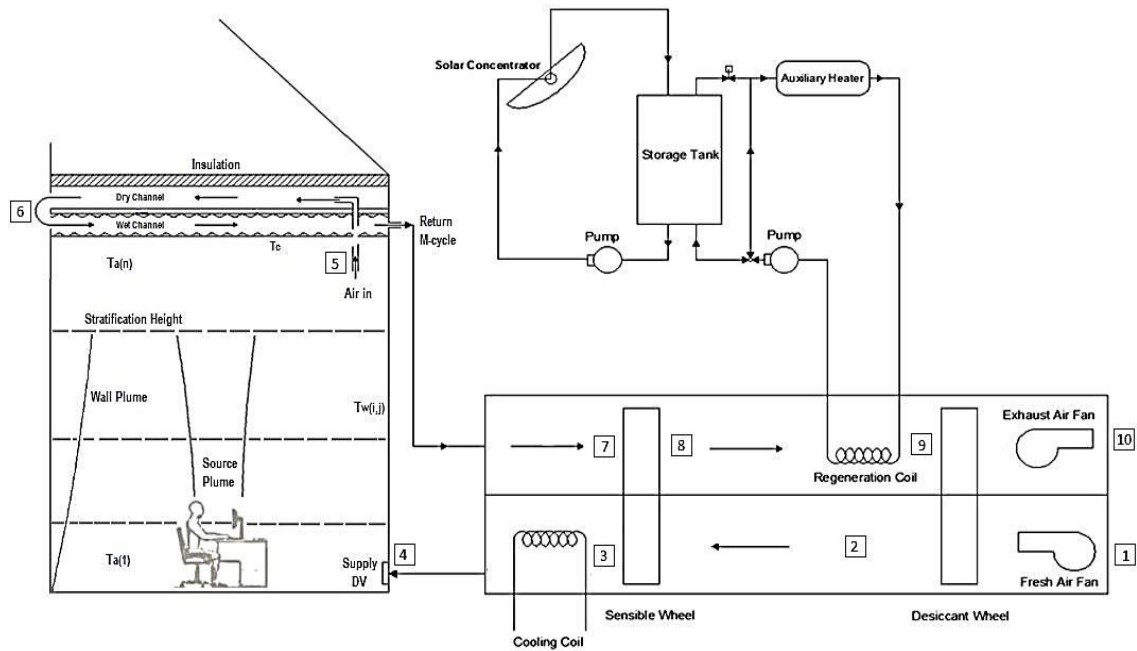 Solar Concentrator
Auxiliary Heater
Storage Tank
Pump
Pump
Insulation
Dry Channel
6
Wet Channel
Return
M-cycle
Tc
Ta(n)
5
Air in
Stratification Height
Wall Plume
Tw(i,j)
Source
Plume
Ta(1)
Supply
DV
4
7
8
9
Regeneration Coil
Exhaust Air Fan
10
3
2
1
Fresh Air Fan
Sensible Wheel
Desiccant Wheel
Cooling Coil